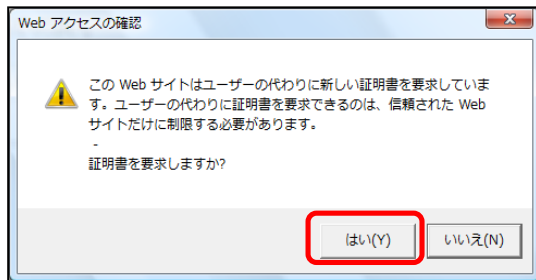 Web アクセスの確認
この Web サイトはユーザーの代わりに新しい証明書を要求していま
す。ユーザーの代わりに証明書を要求できるのは、信頼された Web
サイトだけに制限する必要があります。
-
証明書を要求しますか?
はい(Y) いいえ(N)